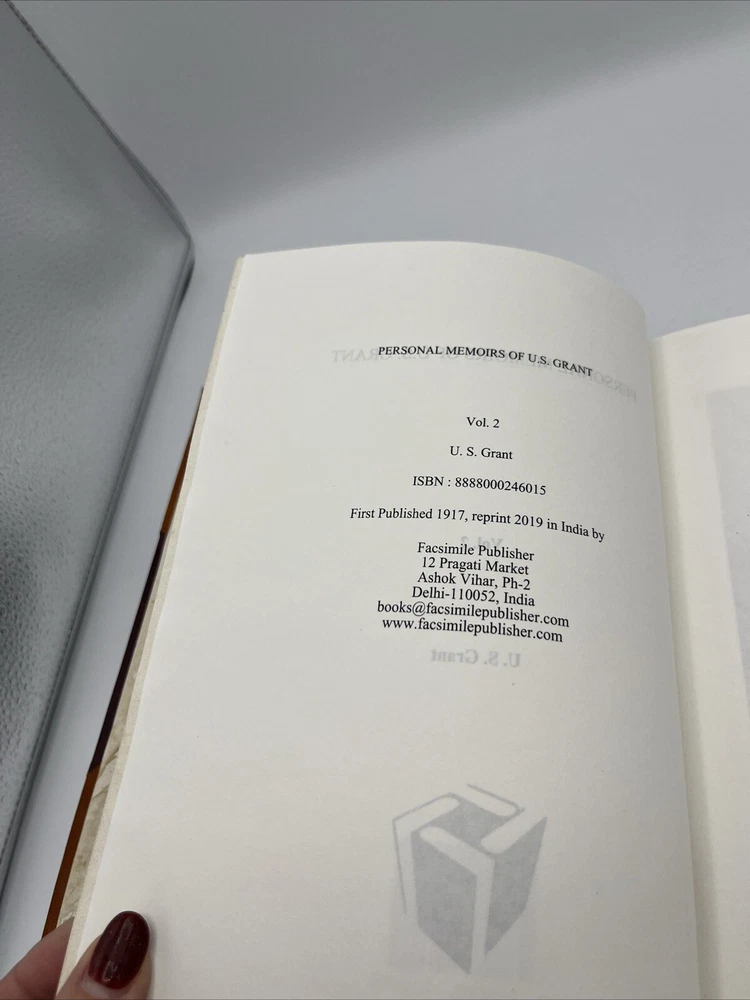 PERSONAL MEMOIRS OF U.S. GRANT
Vol. 2
U. S. Grant
ISBN : 8888000246015
First Published 1917, reprint 2019 in India by
Facsimile Publisher
12 Pragati Market
Ashok Vihar, Ph-2
Delhi-110052, India
books@facsimilepublisher.com
www.facsimilepublisher.com
U. S. Grant